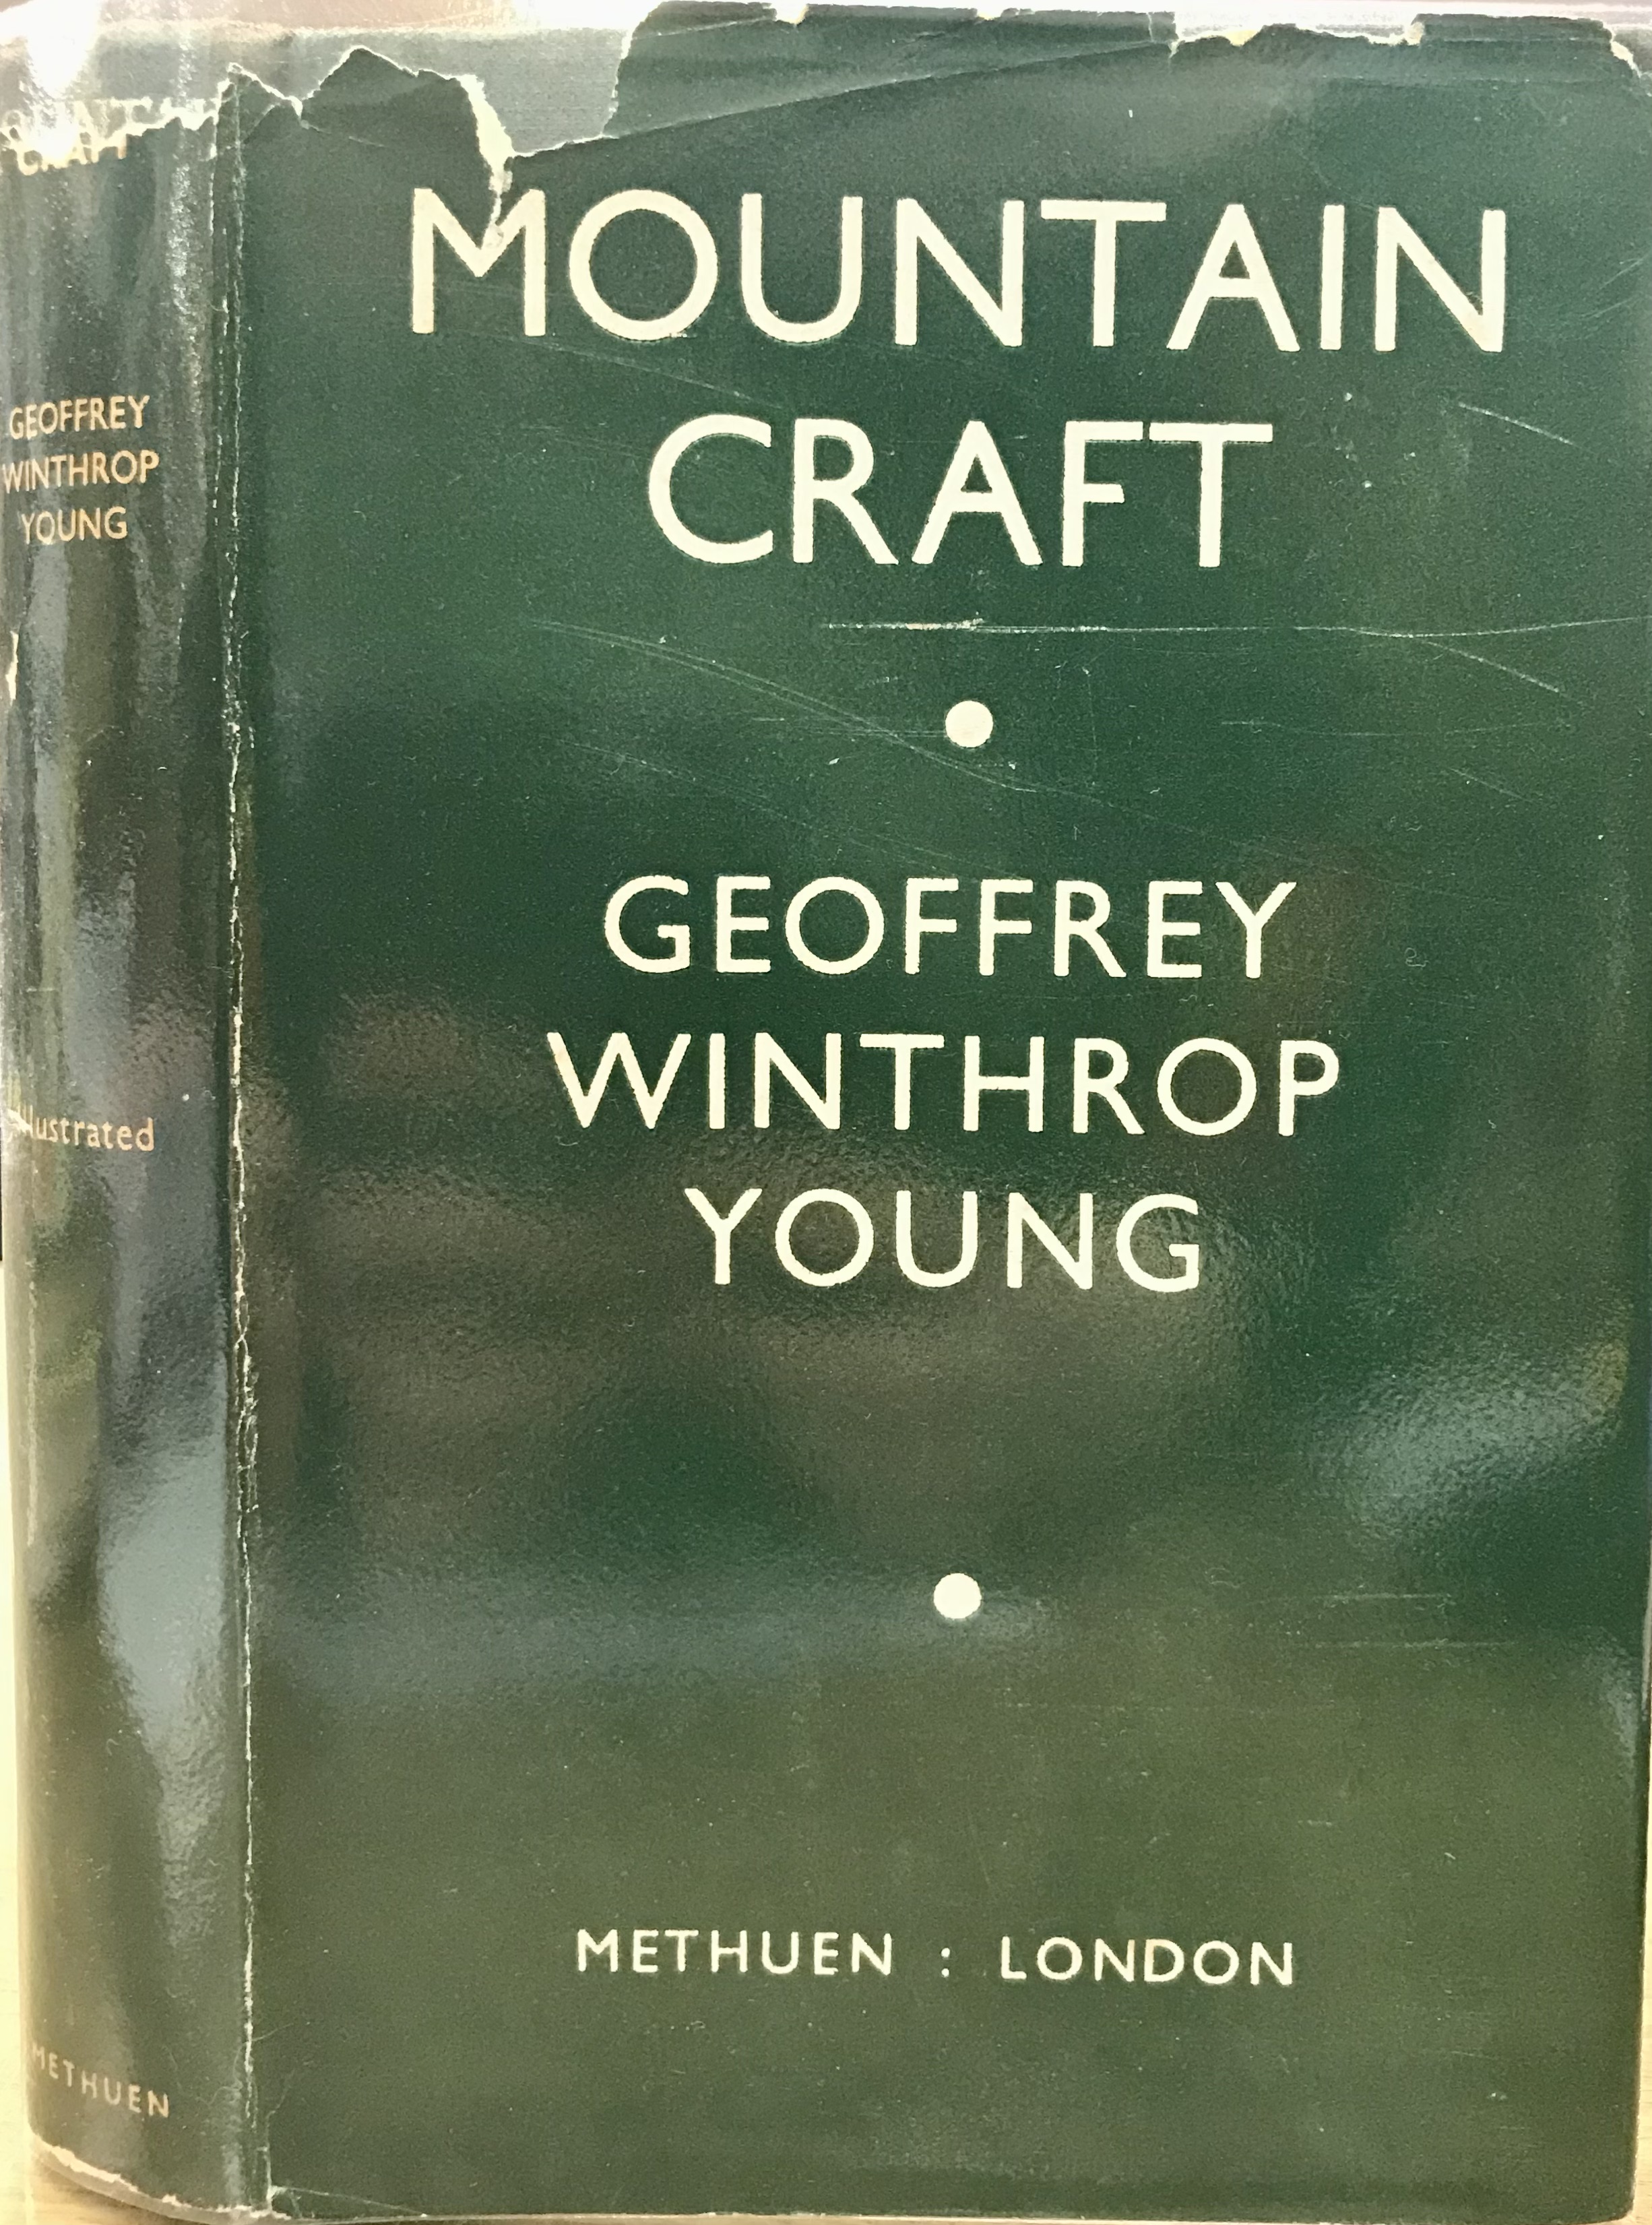 MOUNTAIN
CRAFT
GEOFFREY
WINTHROP
YOUNG
METHUEN : LONDON
CRAFT
GEOFFREY
WINTHROP
YOUNG
Illustrated
METHUEN